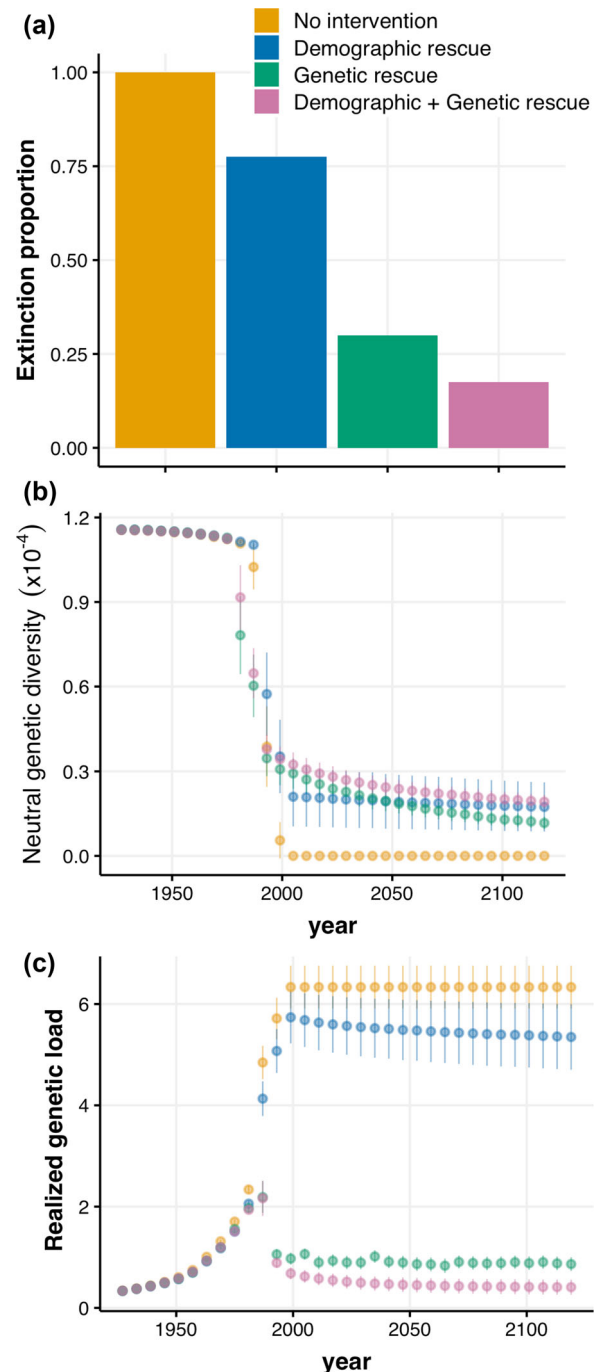 (a)
No intervention
Demographic rescue
Genetic rescue
Demographic + Genetic rescue
Extinction proportion
1.00
0.75
0.50
0.25
0.00
(b)
Neutral genetic diversity (x10-4)
1.2
0.9
0.6
0.3
0.0
1950 2000 2050 2100
year
(c)
Realized genetic load
6
4
2
0
1950 2000 2050 2100
year